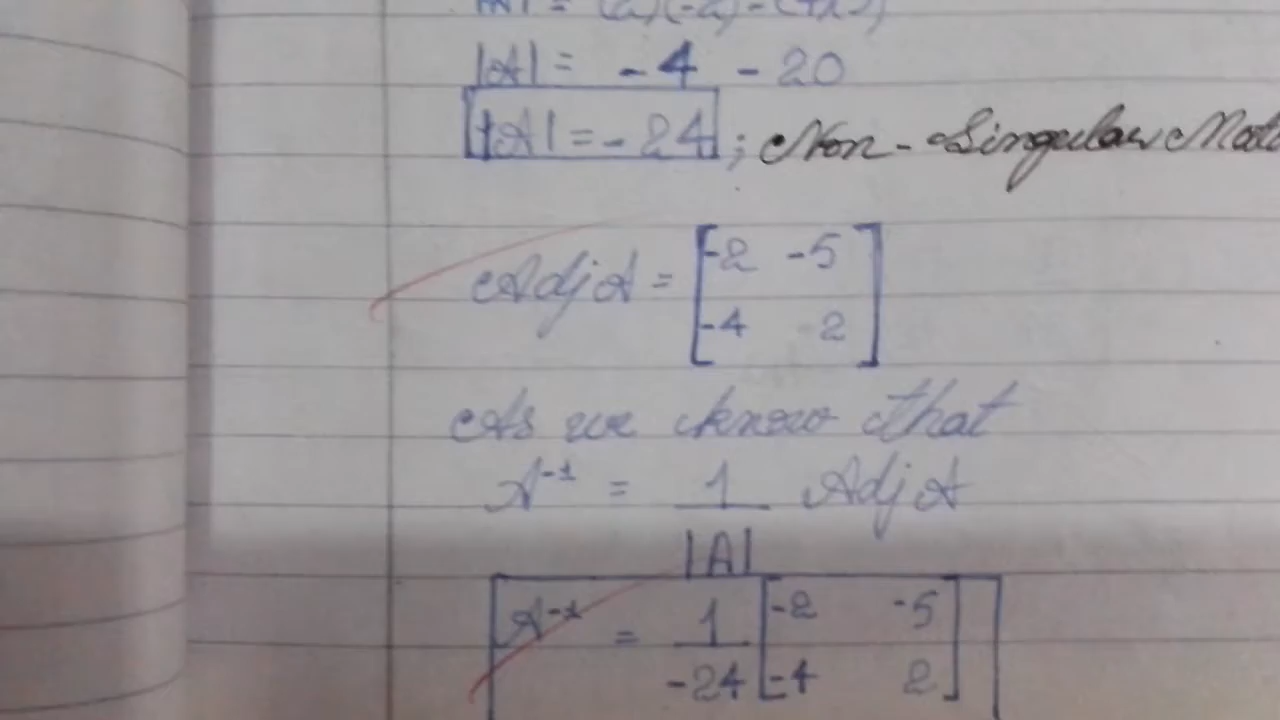 |A| = -4 - 20
|A| = -24 ; Non-Singular
Adj A = [-2 -5
-4 2]
As we know that
A⁻¹ = 1 Adj A
|A|
A⁻¹ = 1 [-2 -5
-24 -4 2]